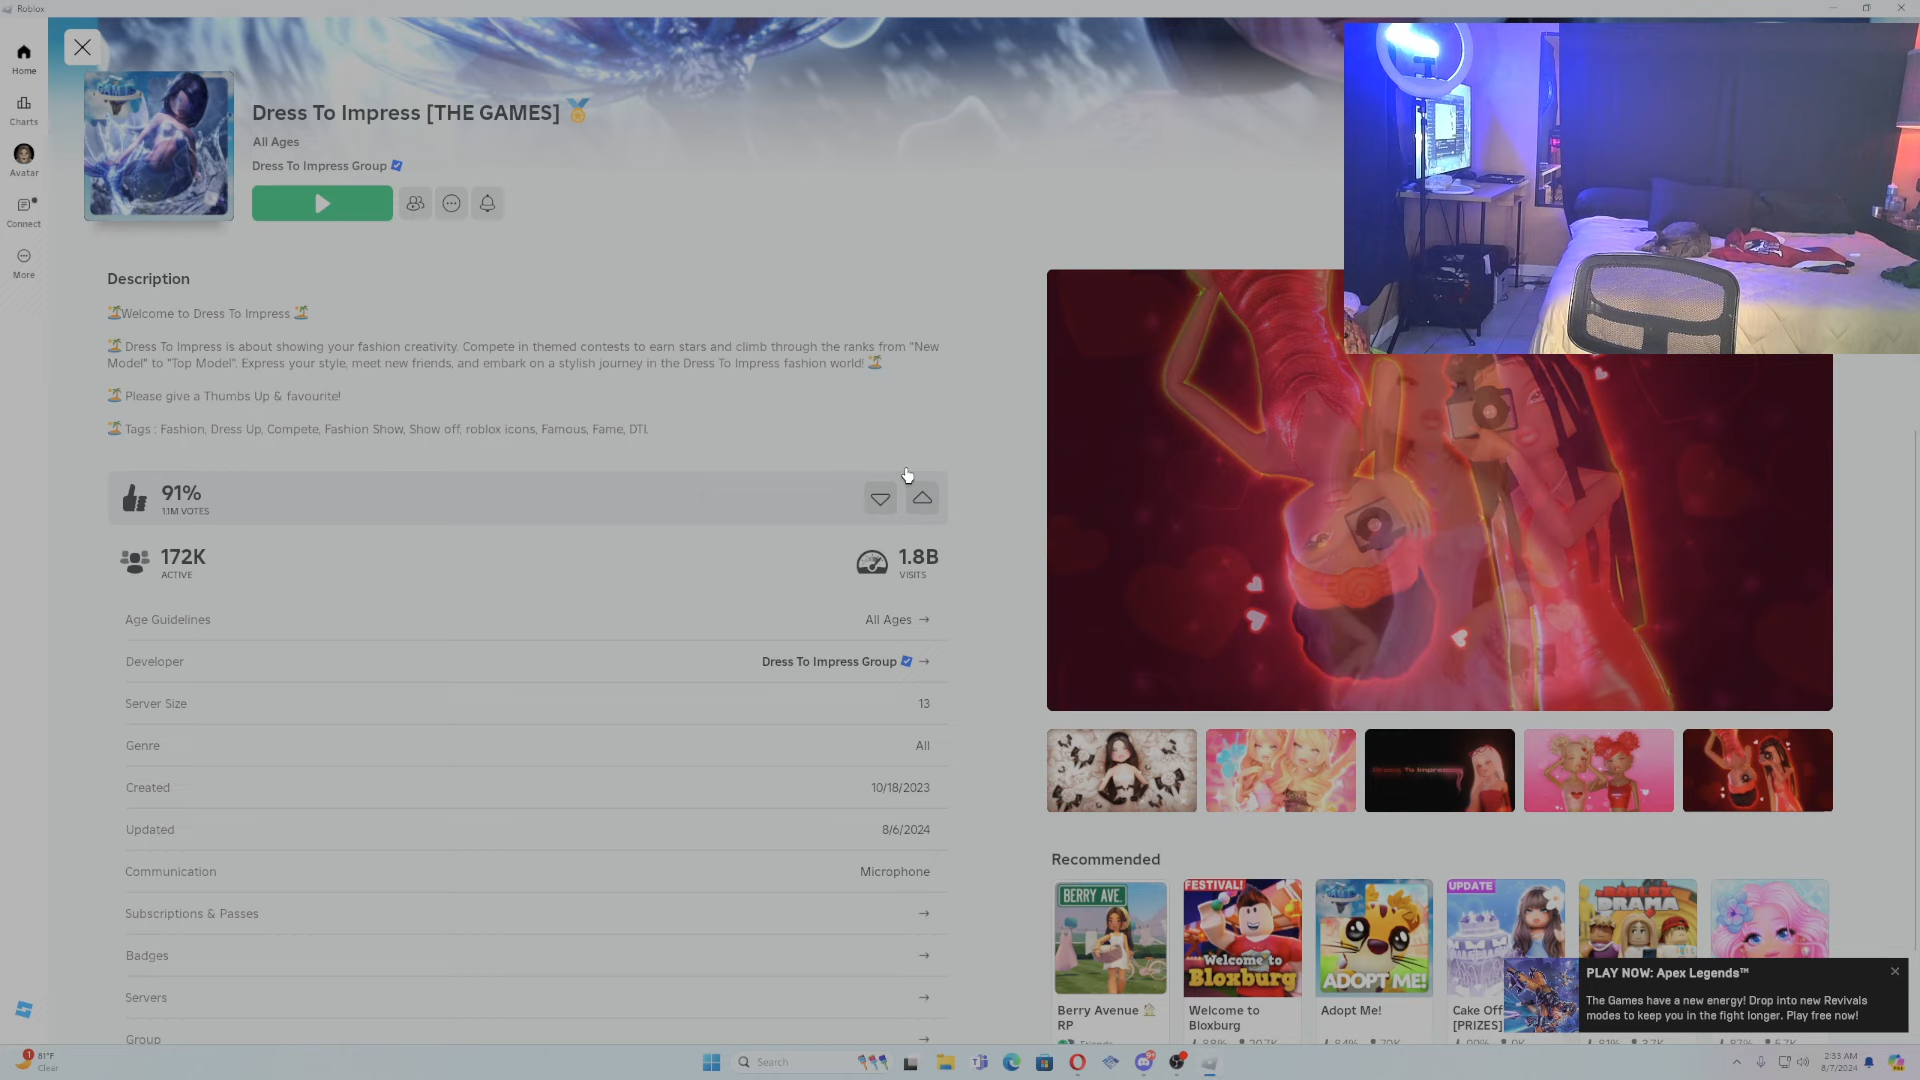 Roblox
Home
Charts
Avatar
Connect
More
Dress To Impress [THE GAMES]
All Ages
Dress To Impress Group
Description
Welcome to Dress To Impress
Dress To Impress is about showing your fashion creativity. Compete in themed contests to earn stars and climb through the ranks from "New
Model" to "Top Model". Express your style, meet new friends, and embark on a stylish journey in the Dress To Impress fashion world!
Please give a Thumbs Up & favourite!
Tags : Fashion, Dress Up, Compete, Fashion Show, Show off, roblox icons, Famous, Fame, DTI.
91%
1.1M VOTES
172K
ACTIVE
1.8B
VISITS
Age Guidelines
All Ages
Developer
Dress To Impress Group
Server Size
13
Genre
All
Created
10/18/2023
Updated
8/6/2024
Communication
Microphone
Subscriptions & Passes
Badges
Servers
Group
Dress To Impress
Recommended
BERRY AVE.
Berry Avenue
RP
FESTIVAL!
Welcome to
Bloxburg
Welcome to
Bloxburg
ADOPT ME!
Adopt Me!
UPDATE
Cake Off
[PRIZES]
DRAMA
PLAY NOW: Apex Legends™
The Games have a new energy! Drop into new Revivals
modes to keep you in the fight longer. Play free now!
1
81°F
Clear
Search
2:33 AM
8/7/2024